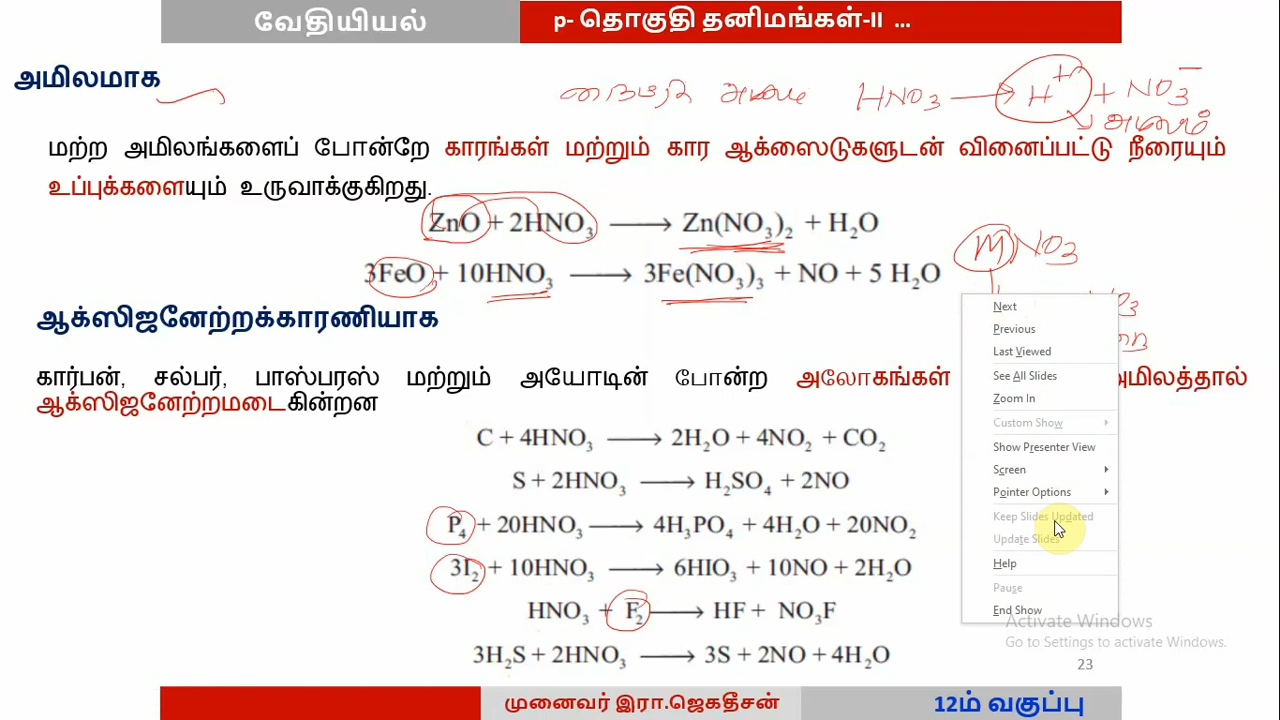 வேதியியல்
p- தொகுதி தனிமங்கள்-II ...
அமிலமாக
HNO₃ → H⁺ + NO₃⁻
மற்ற அமிலங்களைப் போன்றே காரங்கள் மற்றும் கார ஆக்ஸைடுகளுடன் வினைப்பட்டு நீரையும்
உப்புக்களையும் உருவாக்குகிறது.
ZnO + 2HNO₃ ⟶ Zn(NO₃)₂ + H₂O
MNO₃
3FeO + 10HNO₃ ⟶ 3Fe(NO₃)₃ + NO + 5 H₂O
ஆக்ஸிஜனேற்றக்காரணியாக
கார்பன், சல்பர், பாஸ்பரஸ் மற்றும் அயோடின் போன்ற அலோகங்கள் அமிலத்தால்
ஆக்ஸிஜனேற்றமடைகின்றன
C + 4HNO₃ ⟶ 2H₂O + 4NO₂ + CO₂
S + 2HNO₃ ⟶ H₂SO₄ + 2NO
P₄ + 20HNO₃ ⟶ 4H₃PO₄ + 4H₂O + 20NO₂
3I₂ + 10HNO₃ ⟶ 6HIO₃ + 10NO + 2H₂O
HNO₃ + F₂ ⟶ HF + NO₃F
3H₂S + 2HNO₃ ⟶ 3S + 2NO + 4H₂O
Next
Previous
Last Viewed
See All Slides
Zoom In
Custom Show
Show Presenter View
Screen
Pointer Options
Keep Slides Updated
Update Slides
Help
Pause
End Show
Activate Windows
Go to Settings to activate Windows.
23
முனைவர் இரா.ஜெகதீசன்
12ம் வகுப்பு